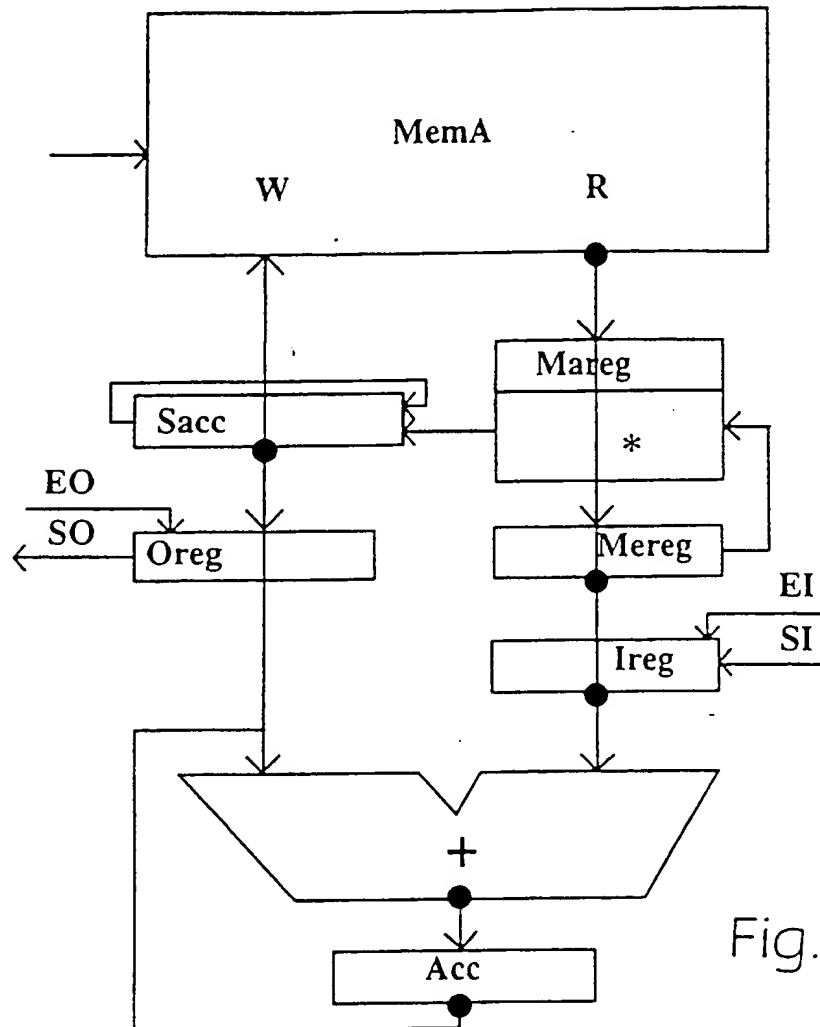 MemA
W R
Mareg
Sacc
*
EO
SO
Oreg
Mereg
EI
SI
Ireg
+
Acc
Fig.